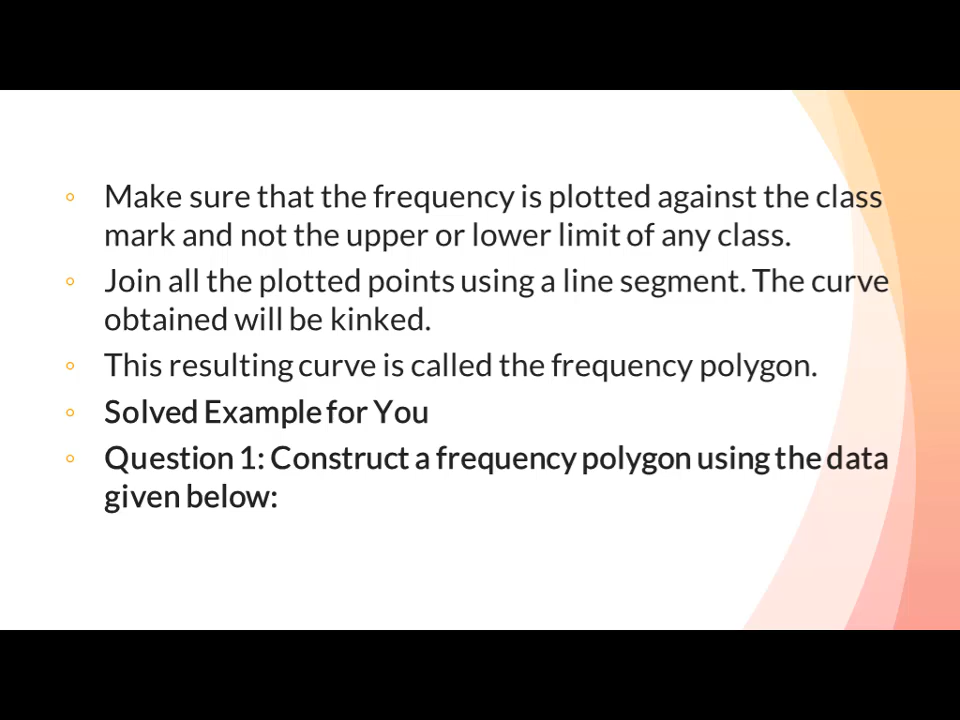 Make sure that the frequency is plotted against the class
mark and not the upper or lower limit of any class.
Join all the plotted points using a line segment. The curve
obtained will be kinked.
This resulting curve is called the frequency polygon.
Solved Example for You
Question 1: Construct a frequency polygon using the data
given below: